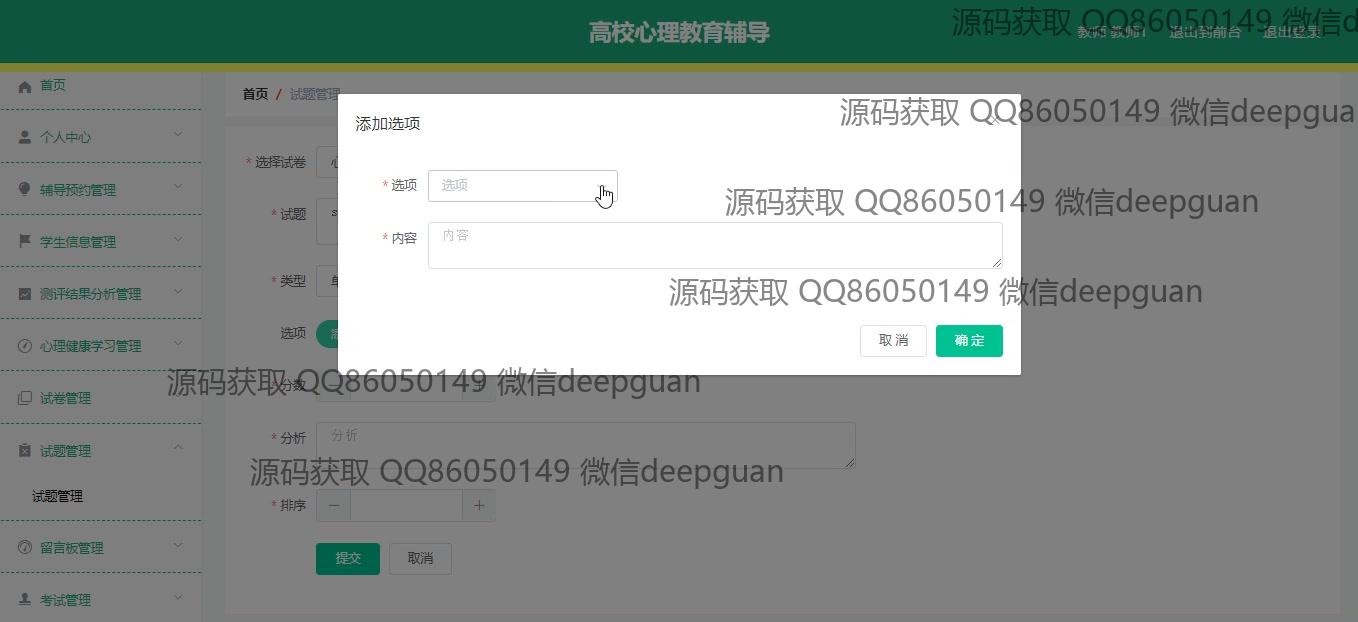 高校心理教育辅导
源码获取 QQ86050149 微信d
教师 教师1 退出到前台 退出登录
首页
个人中心
辅导预约管理
学生信息管理
测评结果分析管理
心理健康学习管理
试卷管理
试题管理
试题管理
留言板管理
考试管理
首页 / 试题管理
添加选项
源码获取 QQ86050149 微信deepgua
* 选择试卷
* 选项 选项
源码获取 QQ86050149 微信deepguan
* 试题
* 内容 内容
* 类型
源码获取 QQ86050149 微信deepguan
选项
取消 确定
* 分数
源码获取 QQ86050149 微信deepguan
* 分析 分析
源码获取 QQ86050149 微信deepguan
* 排序 — +
提交 取消